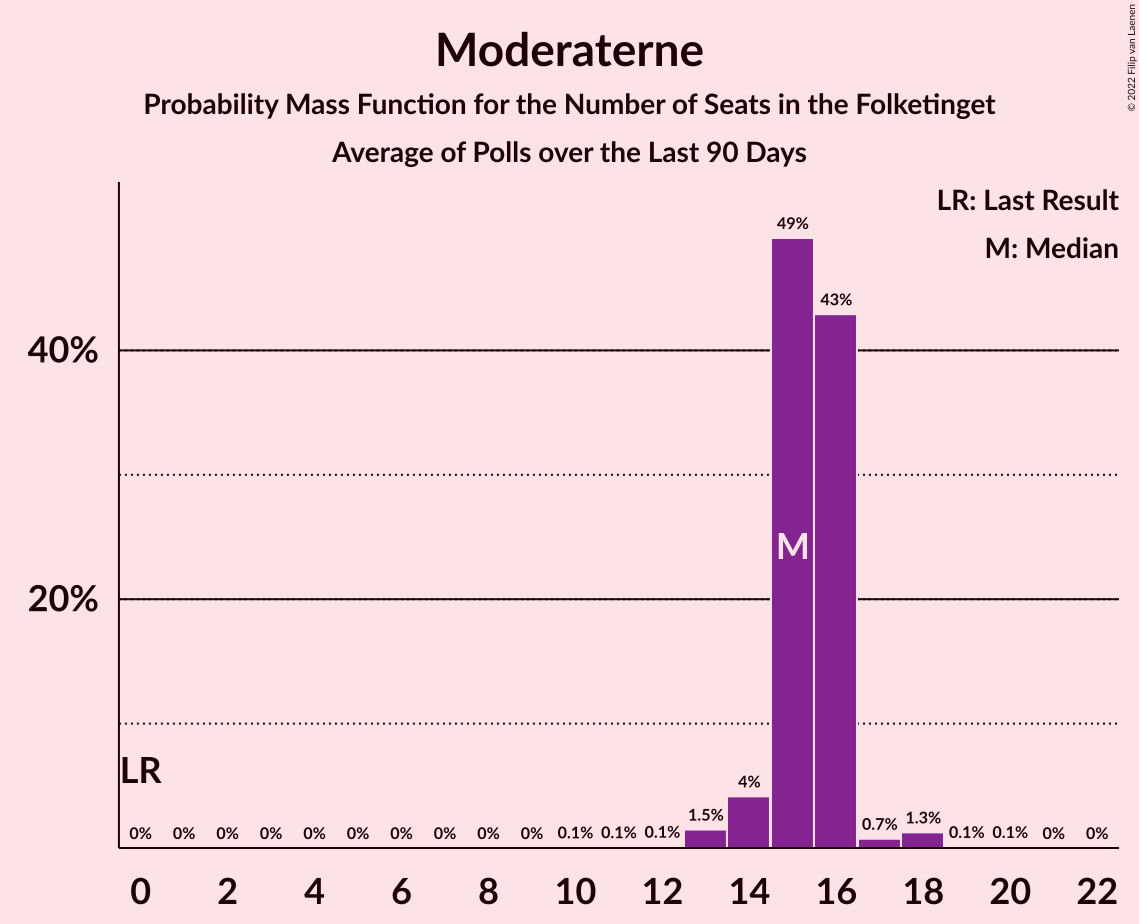 Moderaterne
Probability Mass Function for the Number of Seats in the Folketinget
Average of Polls over the Last 90 Days
© 2022 Filip van Laenen
LR: Last Result
M: Median
40%
20%
LR
M
0% 0% 0% 0% 0% 0% 0% 0% 0% 0% 0.1% 0.1% 0.1% 1.5% 4% 49% 43% 0.7% 1.3% 0.1% 0.1% 0% 0%
0 2 4 6 8 10 12 14 16 18 20 22